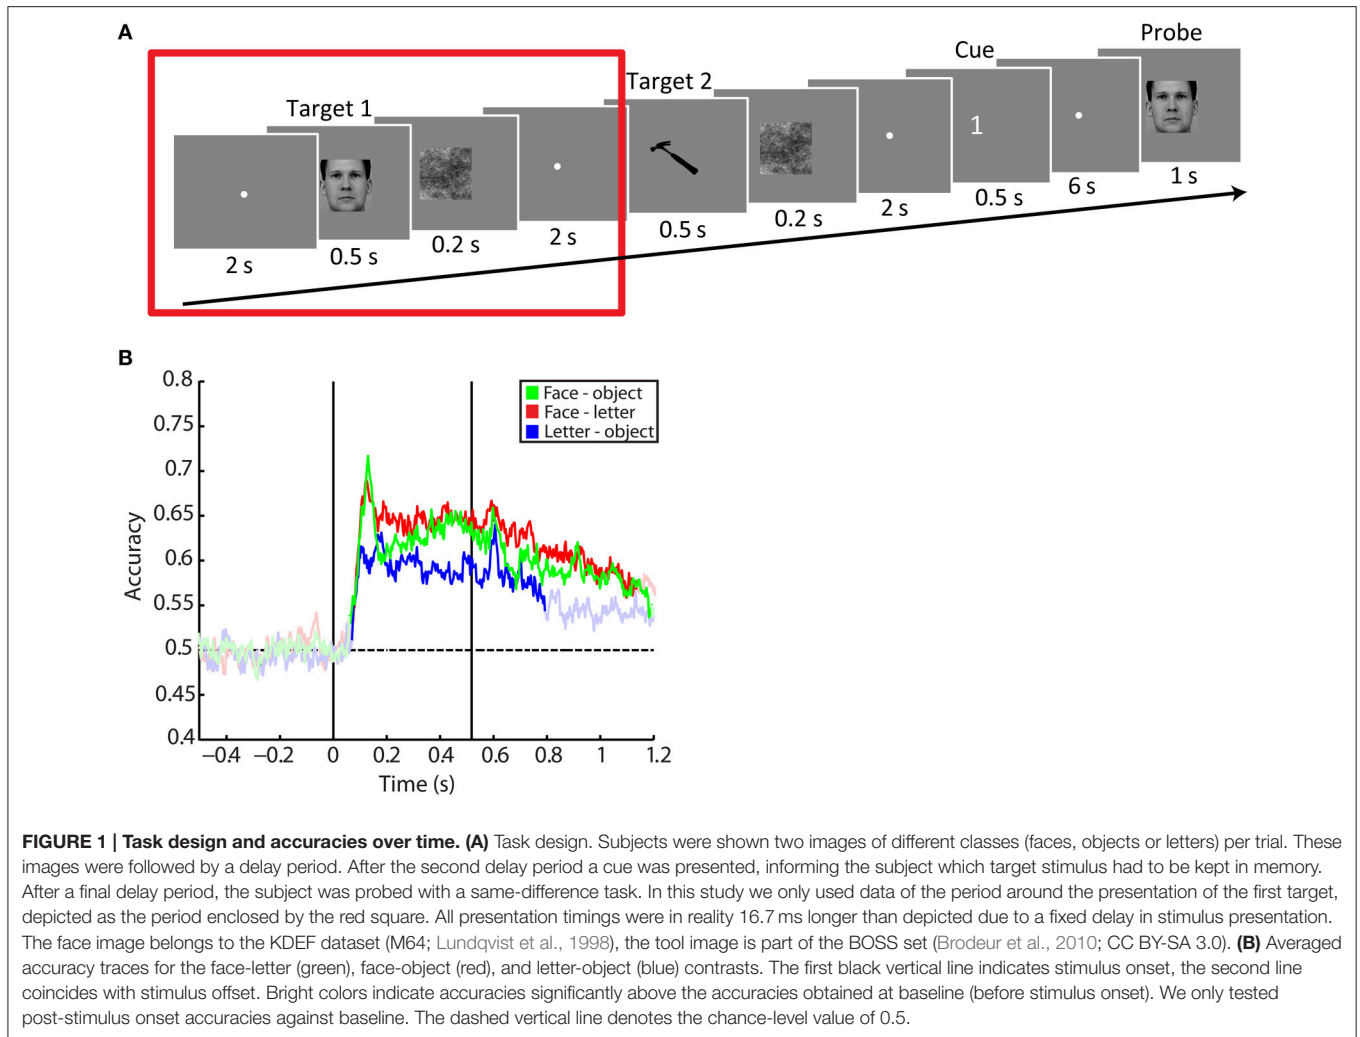 A
Target 1
Target 2
Cue
Probe
1
2 s
0.5 s
0.2 s
2 s
0.5 s
0.2 s
2 s
0.5 s
6 s
1 s
B
0.8
0.75
0.7
0.65
0.6
0.55
0.5
0.45
0.4
Accuracy
Face - object
Face - letter
Letter - object
−0.4 −0.2 0 0.2 0.4 0.6 0.8 1 1.2
Time (s)
FIGURE 1 | Task design and accuracies over time. (A) Task design. Subjects were shown two images of different classes (faces, objects or letters) per trial. These
images were followed by a delay period. After the second delay period a cue was presented, informing the subject which target stimulus had to be kept in memory.
After a final delay period, the subject was probed with a same-difference task. In this study we only used data of the period around the presentation of the first target,
depicted as the period enclosed by the red square. All presentation timings were in reality 16.7 ms longer than depicted due to a fixed delay in stimulus presentation.
The face image belongs to the KDEF dataset (M64; Lundqvist et al., 1998), the tool image is part of the BOSS set (Brodeur et al., 2010; CC BY-SA 3.0). (B) Averaged
accuracy traces for the face-letter (green), face-object (red), and letter-object (blue) contrasts. The first black vertical line indicates stimulus onset, the second line
coincides with stimulus offset. Bright colors indicate accuracies significantly above the accuracies obtained at baseline (before stimulus onset). We only tested
post-stimulus onset accuracies against baseline. The dashed vertical line denotes the chance-level value of 0.5.